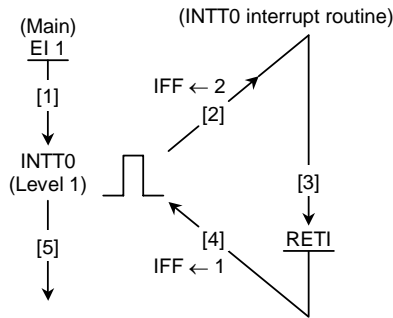 (Main)
EI 1
[1]
INTT0
(Level 1)
[5]
(INTT0 interrupt routine)
IFF ← 2
[2]
[3]
RETI
[4]
IFF ← 1